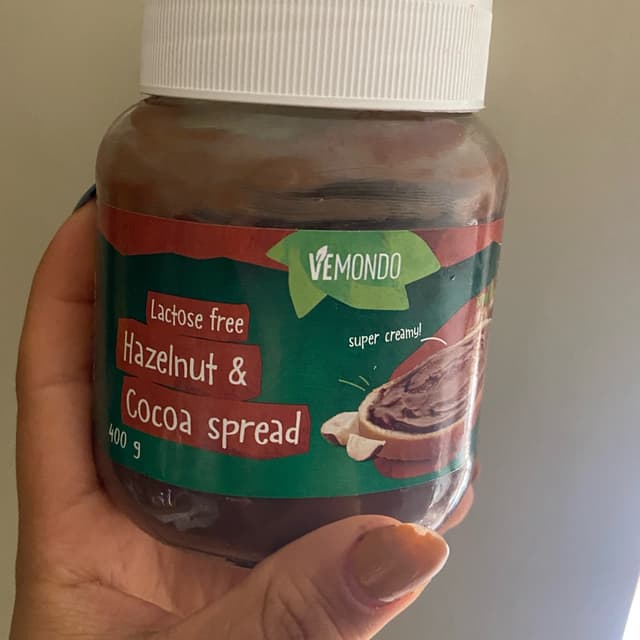 VEMONDO
Lactose free
Hazelnut &
Cocoa spread
400 g
super creamy!